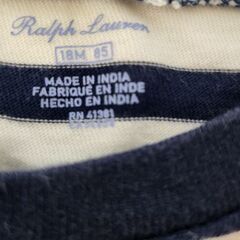 Ralph Lauren
18M 85
MADE IN INDIA
FABRIQUÉ EN INDE
HECHO EN INDIA
RN 41381